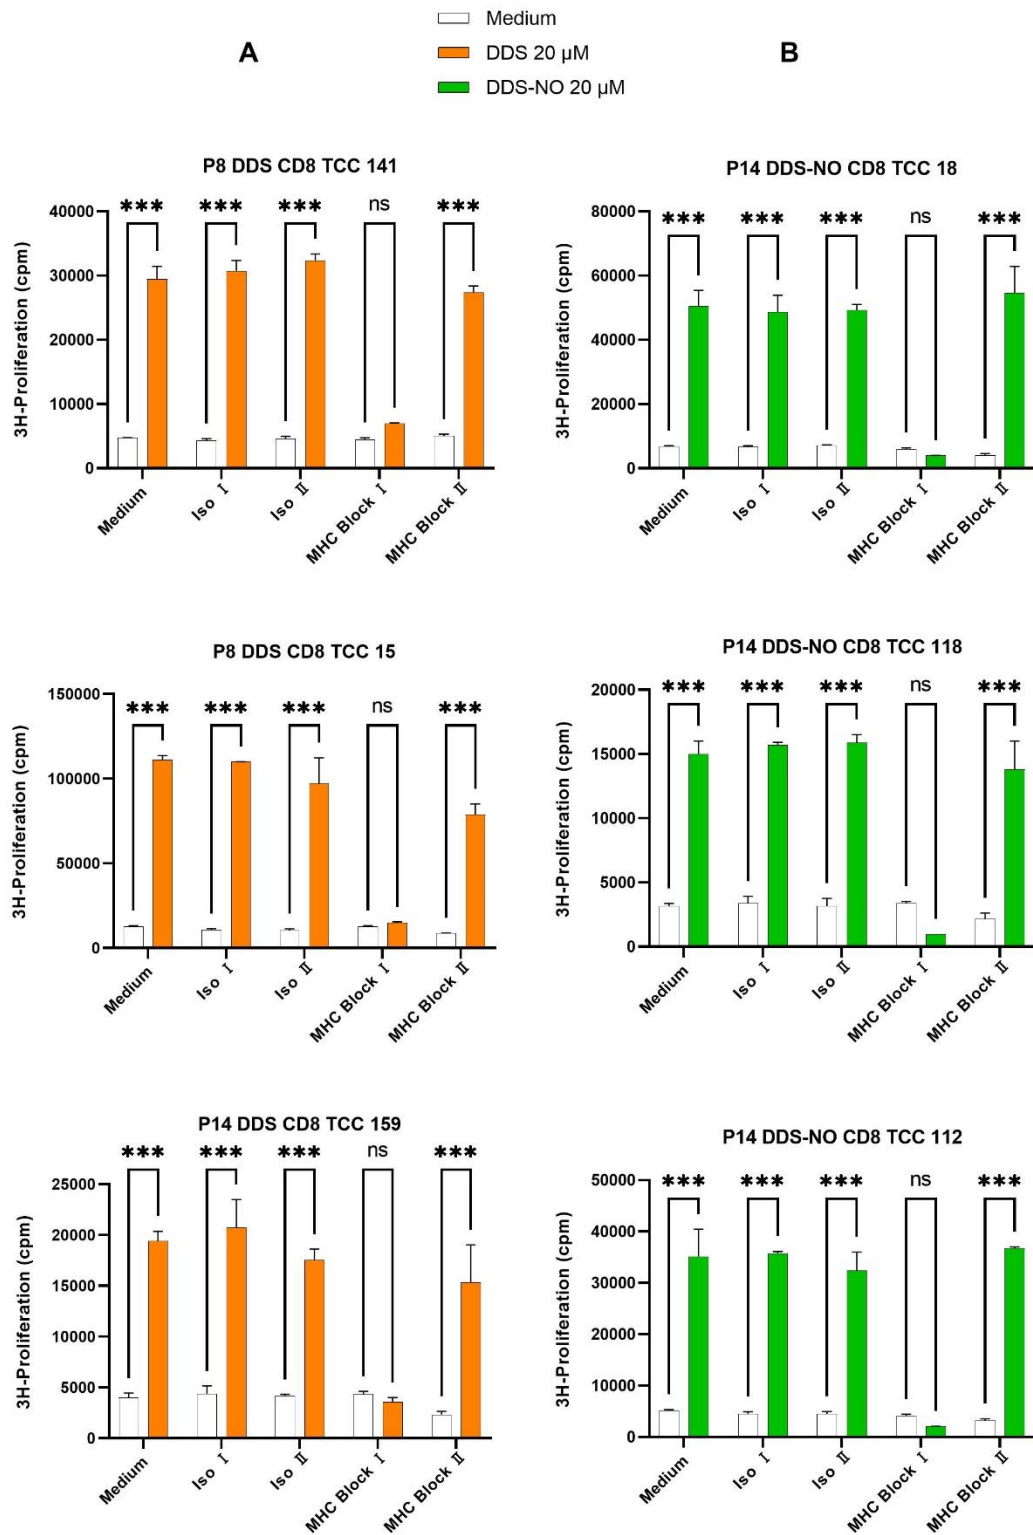 Medium
A
DDS 20 µM
B
DDS-NO 20 µM
P8 DDS CD8 TCC 141
*** *** *** ns ***
3H-Proliferation (cpm)
40000
30000
20000
10000
0
Medium
Iso Ⅰ
Iso Ⅱ
MHC Block Ⅰ
MHC Block Ⅱ
P14 DDS-NO CD8 TCC 18
*** *** *** ns ***
3H-Proliferation (cpm)
80000
60000
40000
20000
0
Medium
Iso Ⅰ
Iso Ⅱ
MHC Block Ⅰ
MHC Block Ⅱ
P8 DDS CD8 TCC 15
*** *** *** ns ***
3H-Proliferation (cpm)
150000
100000
50000
0
Medium
Iso Ⅰ
Iso Ⅱ
MHC Block Ⅰ
MHC Block Ⅱ
P14 DDS-NO CD8 TCC 118
*** *** *** ns ***
3H-Proliferation (cpm)
20000
15000
10000
5000
0
Medium
Iso Ⅰ
Iso Ⅱ
MHC Block Ⅰ
MHC Block Ⅱ
P14 DDS CD8 TCC 159
*** *** *** ns ***
3H-Proliferation (cpm)
25000
20000
15000
10000
5000
0
Medium
Iso Ⅰ
Iso Ⅱ
MHC Block Ⅰ
MHC Block Ⅱ
P14 DDS-NO CD8 TCC 112
*** *** *** ns ***
3H-Proliferation (cpm)
50000
40000
30000
20000
10000
0
Medium
Iso Ⅰ
Iso Ⅱ
MHC Block Ⅰ
MHC Block Ⅱ